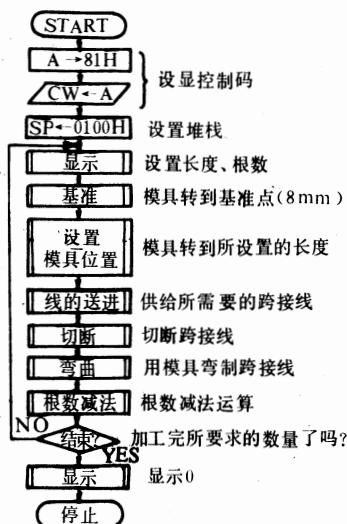 START
A→81H
CW←A
设显控制码
SP←0100H 设置堆栈
显示 设置长度、根数
基准 模具转到基准点(8mm)
设置
模具位置
模具转到所设置的长度
线的送进 供给所需要的跨接线
切断 切断跨接线
弯曲 用模具弯制跨接线
根数减法 根数减法运算
NO
结束? 加工完所要求的数量了吗?
YES
显示 显示0
停止